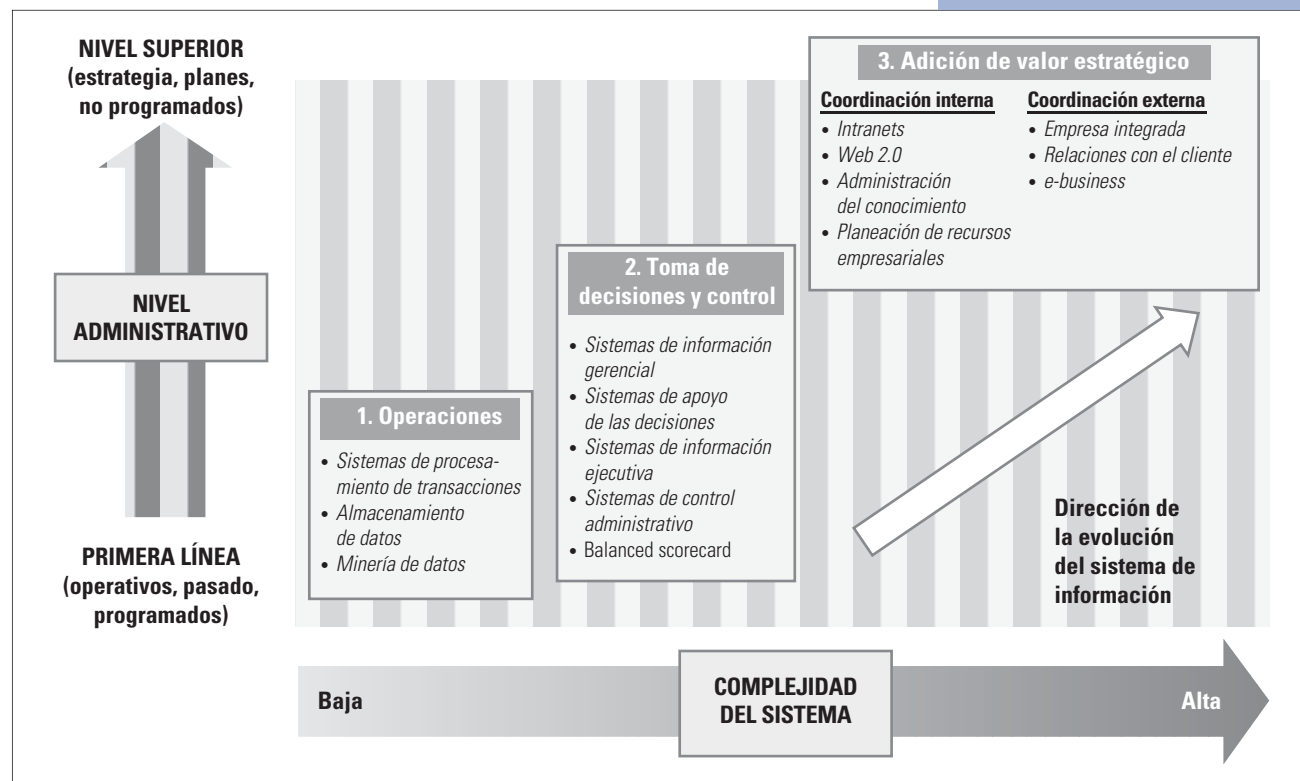 NIVEL SUPERIOR
(estrategia, planes,
no programados)
NIVEL
ADMINISTRATIVO
PRIMERA LÍNEA
(operativos, pasado,
programados)
1. Operaciones
• Sistemas de procesa-
miento de transacciones
• Almacenamiento
de datos
• Minería de datos
2. Toma de
decisiones y control
• Sistemas de información
gerencial
• Sistemas de apoyo
de las decisiones
• Sistemas de información
ejecutiva
• Sistemas de control
administrativo
• Balanced scorecard
3. Adición de valor estratégico
Coordinación interna
• Intranets
• Web 2.0
• Administración
del conocimiento
• Planeación de recursos
empresariales
Coordinación externa
• Empresa integrada
• Relaciones con el cliente
• e-business
Dirección de
la evolución
del sistema de
información
Baja
COMPLEJIDAD
DEL SISTEMA
Alta